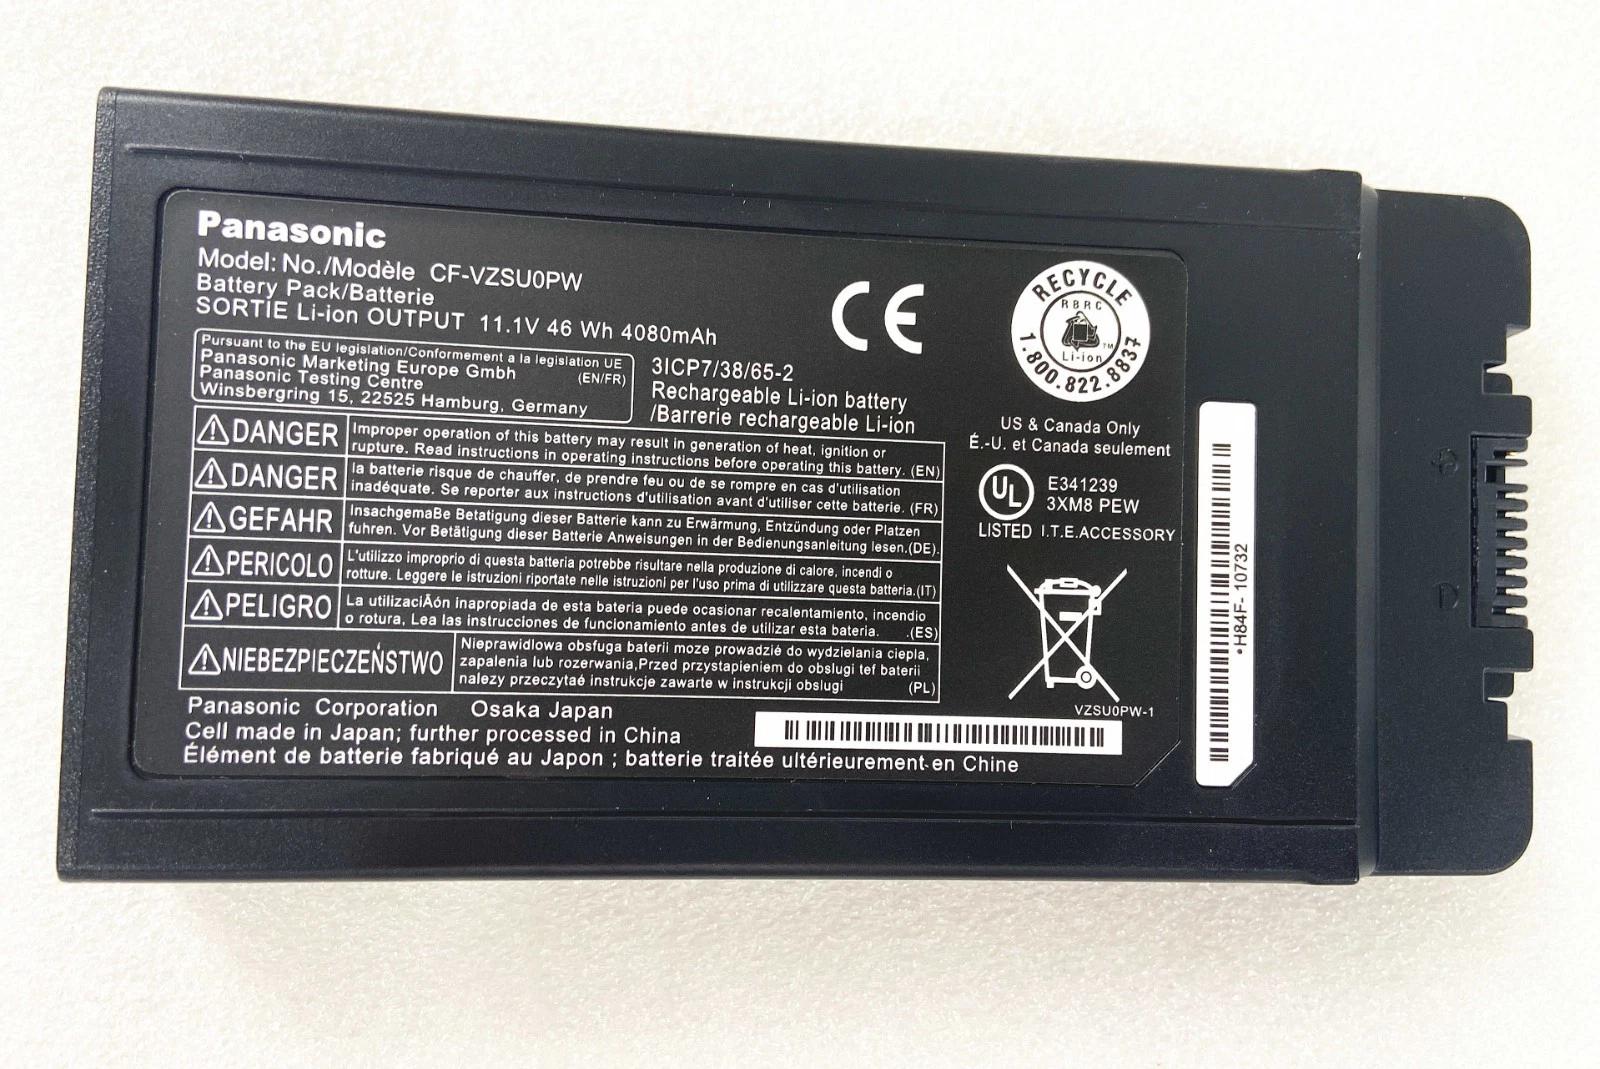 Panasonic
Model: No./Modèle CF-VZSU0PW
Battery Pack/Batterie
SORTIE Li-ion OUTPUT 11.1V 46 Wh 4080mAh
Pursuant to the EU legislation/Conformement a la legislation UE
Panasonic Marketing Europe Gmbh
(EN/FR)
Panasonic Testing Centre
Winsbergring 15, 22525 Hamburg, Germany
3ICP7/38/65-2
Rechargeable Li-ion battery
/Barrerie rechargeable Li-ion
DANGER
Improper operation of this battery may result in generation of heat, ignition or
rupture. Read instructions in operating instructions before operating this battery. (EN)
DANGER
la batterie risque de chauffer, de prendre feu ou de se rompre en cas d'utilisation
inadéquate. Se reporter aux instructions d'utilisation avant d'utiliser cette batterie. (FR)
GEFAHR
InsachgemaBe Betatigung dieser Batterie kann zu Erwärmung, Entzündung oder Platzen
fuhren. Vor Betätigung dieser Batterie Anweisungen in der Bedienungsanleitung lesen.(DE).
PERICOLO
L'utilizzo improprio di questa batteria potrebbe risultare nella produzione di calore, incendi o
rotture. Leggere le istruzioni riportate nelle istruzioni per l'uso prima di utilizzare questa batteria.(IT)
PELIGRO
La utilizaciÃón inapropiada de esta bateria puede ocasionar recalentamiento, incendio
o rotura, Lea las instrucciones de funcionamiento antes de utilizar esta bateria. .(ES)
NIEBEZPIECZEŃSTWO
Nieprawidlowa obsfuga baterii moze prowadzić do wydzielania ciepla,
zapalenia lub rozerwania,Przed przystapieniem do obslugi tef baterii
nalezy przeczytaé instrukcje zawarte w instrukcji obslugi (PL)
Panasonic Corporation Osaka Japan
Cell made in Japan; further processed in China
Élément de batterie fabriqué au Japon ; batterie traitée ultérieurement en Chine
CE
RECYCLE
RBRC
TM
Li-ion
1.800.822.8837
US & Canada Only
É.-U. et Canada seulement
UL
E341239
3XM8 PEW
LISTED I.T.E.ACCESSORY
VZSU0PW-1
•H84F- 10732